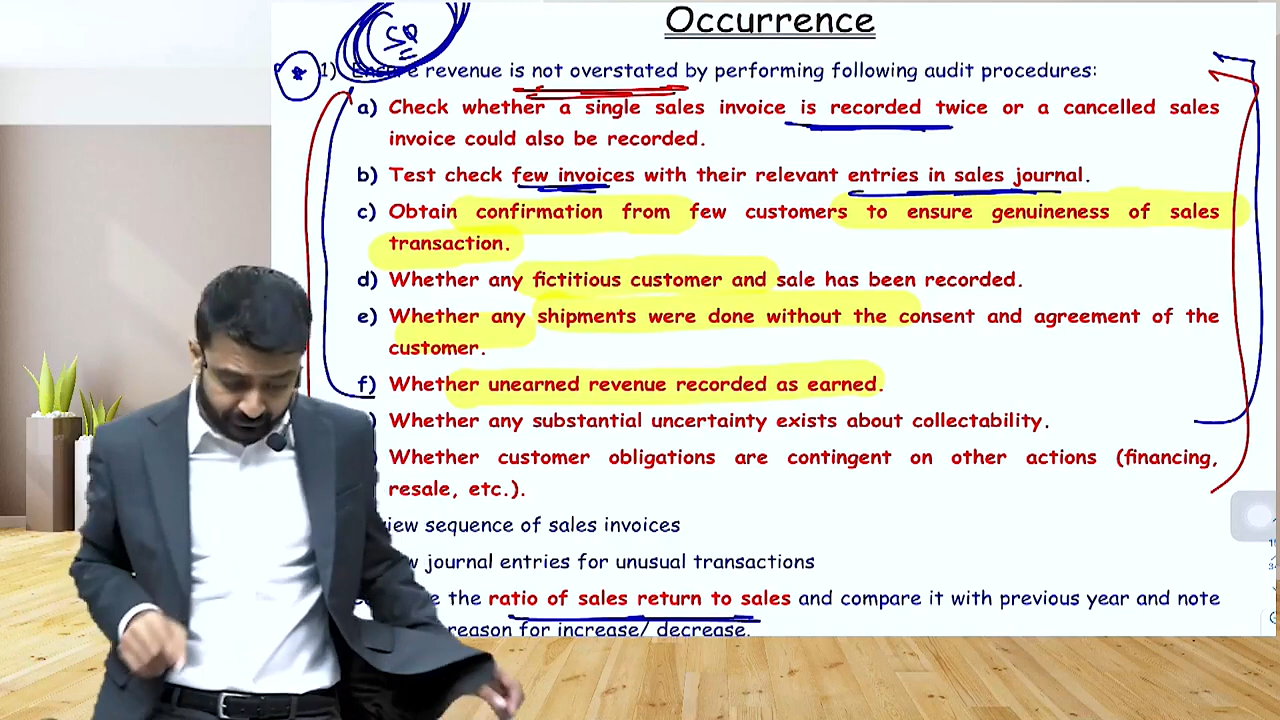 Occurrence
SP
1) Ensure revenue is not overstated by performing following audit procedures:
a) Check whether a single sales invoice is recorded twice or a cancelled sales
invoice could also be recorded.
b) Test check few invoices with their relevant entries in sales journal.
c) Obtain confirmation from few customers to ensure genuineness of sales
transaction.
d) Whether any fictitious customer and sale has been recorded.
e) Whether any shipments were done without the consent and agreement of the
customer.
f) Whether unearned revenue recorded as earned.
) Whether any substantial uncertainty exists about collectability.
Whether customer obligations are contingent on other actions (financing,
resale, etc.).
iew sequence of sales invoices
w journal entries for unusual transactions
e the ratio of sales return to sales and compare it with previous year and note
reason for increase/ decrease.